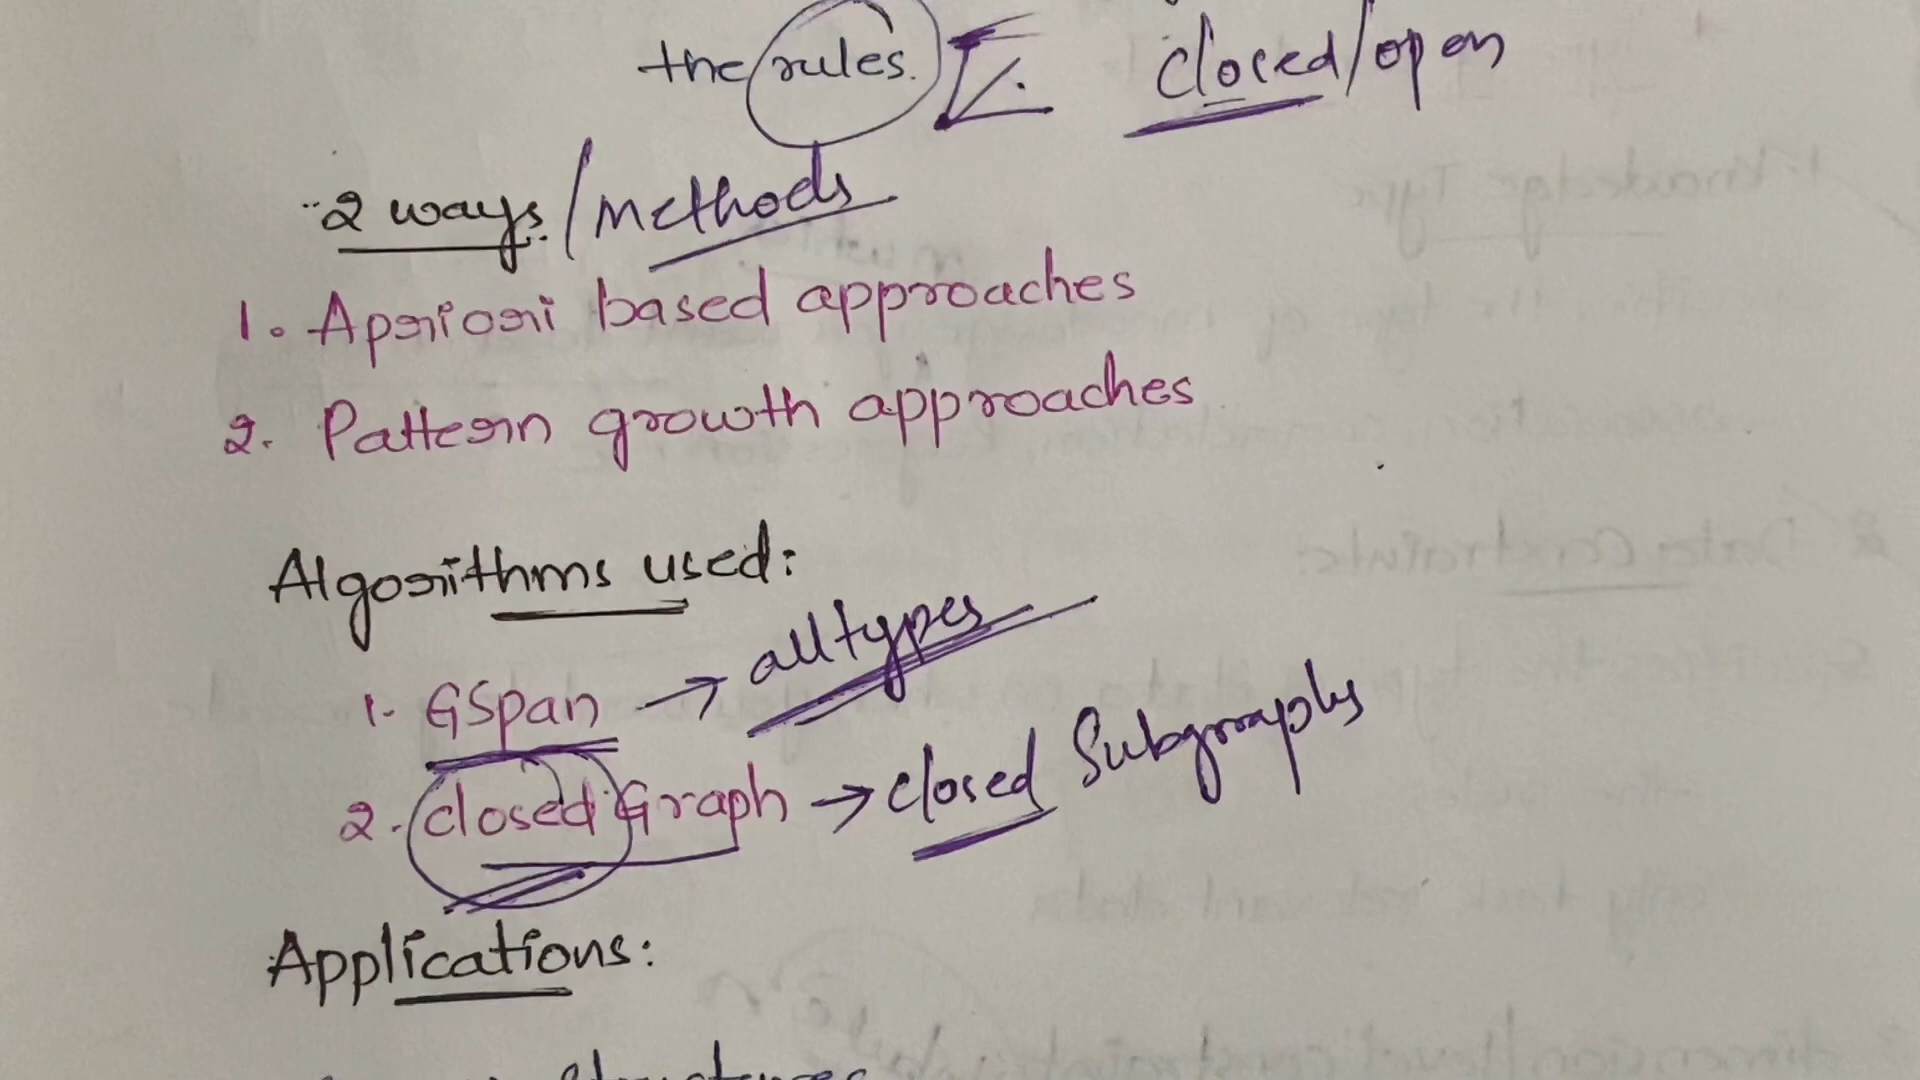 the rules. closed/open
2 ways/methods
1. Apriori based approaches
2. Pattern growth approaches
Algorithms used:
1. GSpan → all types
2. closed Graph → closed Subgraphs
Applications: